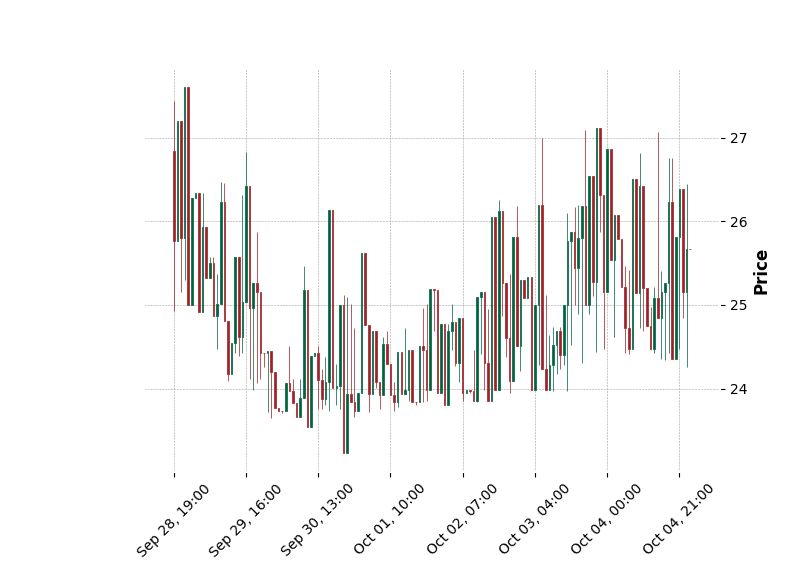 27
26
25
24
Price
Sep 28, 19:00
Sep 29, 16:00
Sep 30, 13:00
Oct 01, 10:00
Oct 02, 07:00
Oct 03, 04:00
Oct 04, 00:00
Oct 04, 21:00